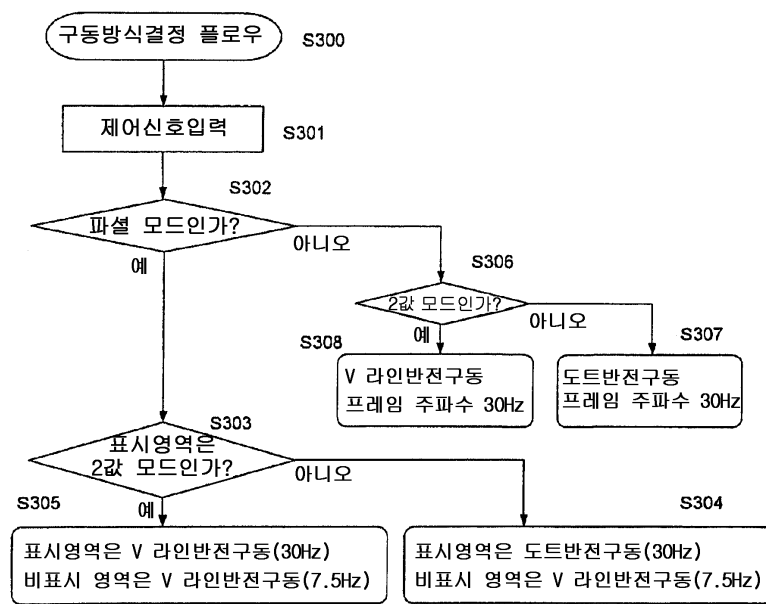 구동방식결정 플로우
S300
제어신호입력
S301
S302
파셜 모드인가?
아니오
예
S306
2값 모드인가?
아니오
예
S308
S307
V 라인반전구동
프레임 주파수 30Hz
도트반전구동
프레임 주파수 30Hz
S303
표시영역은
2값 모드인가?
아니오
예
S305
S304
표시영역은 V 라인반전구동(30Hz)
비표시 영역은 V 라인반전구동(7.5Hz)
표시영역은 도트반전구동(30Hz)
비표시 영역은 V 라인반전구동(7.5Hz)